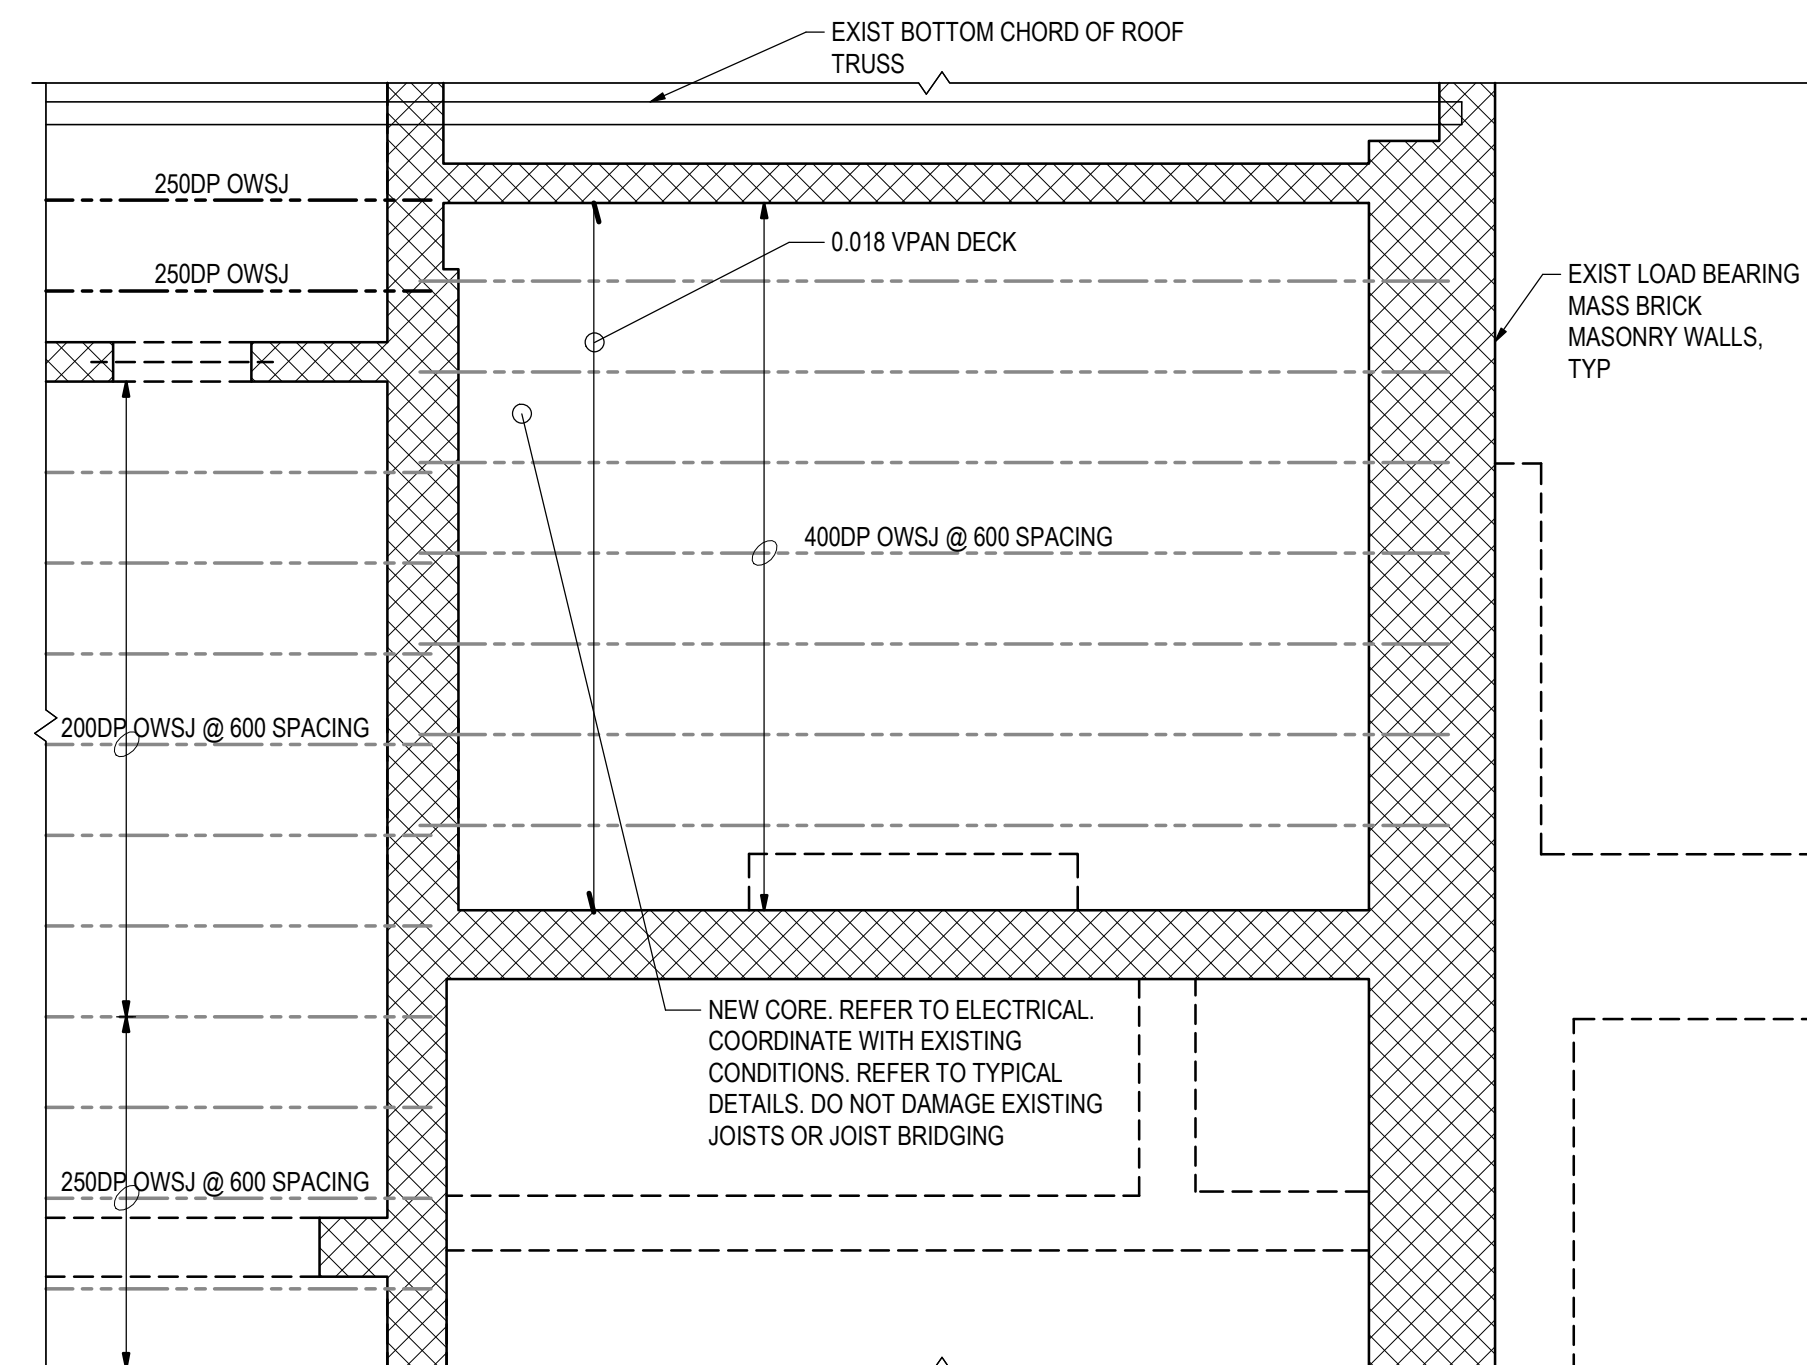 EXIST BOTTOM CHORD OF ROOF
TRUSS
250DP OWSJ
0.018 VPAN DECK
250DP OWSJ
EXIST LOAD BEARING
MASS BRICK
MASONRY WALLS,
TYP
400DP OWSJ @ 600 SPACING
200DP OWSJ @ 600 SPACING
NEW CORE. REFER TO ELECTRICAL.
COORDINATE WITH EXISTING
CONDITIONS. REFER TO TYPICAL
DETAILS. DO NOT DAMAGE EXISTING
JOISTS OR JOIST BRIDGING
250DP OWSJ @ 600 SPACING